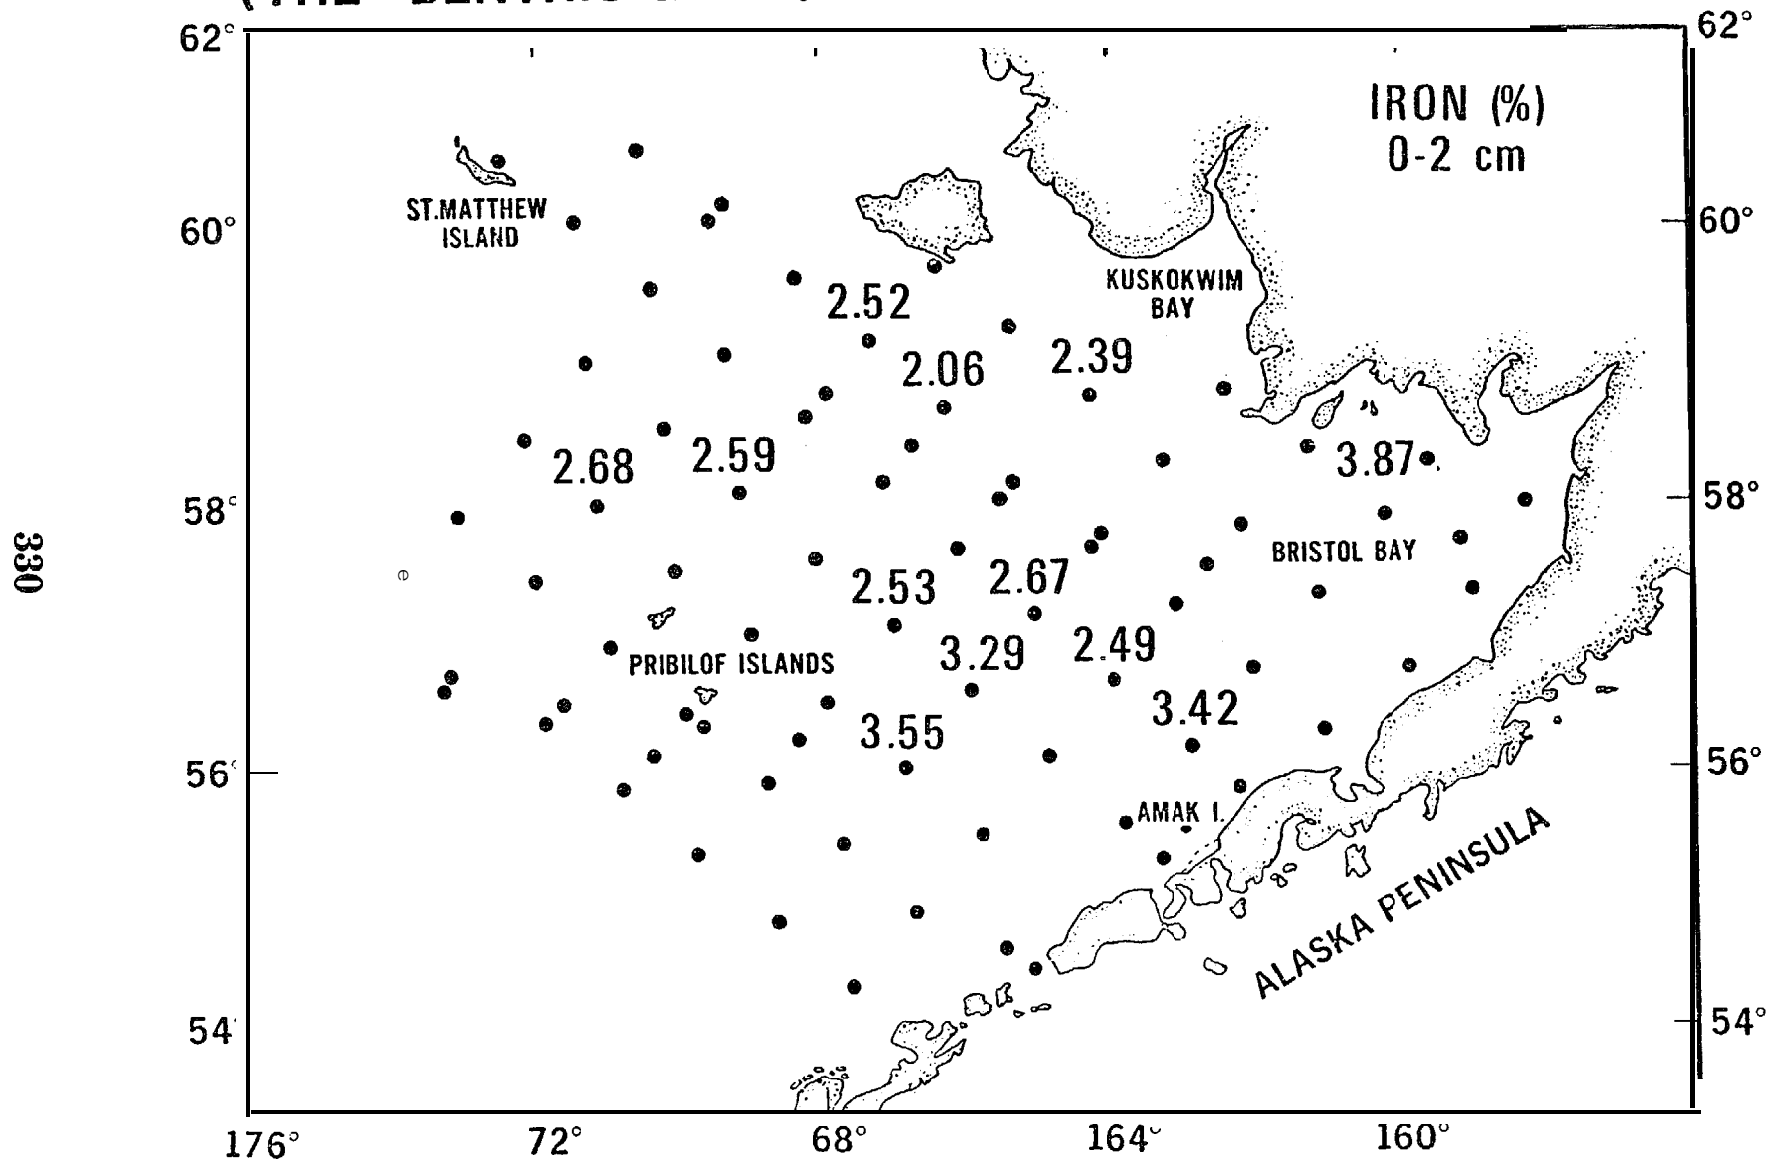 62° 62°
IRON (%)
0-2 cm
ST.MATTHEW
ISLAND
60° 60°
KUSKOKWIM
BAY
2.52
2.06 2.39
2.68 2.59 3.87
58° 58°
BRISTOL BAY
330
2.53 2.67
PRIBILOF ISLANDS 3.29 2.49
3.55 3.42
56° 56°
AMAK I.
ALASKA PENINSULA
54° 54°
176° 72° 68° 164° 160°